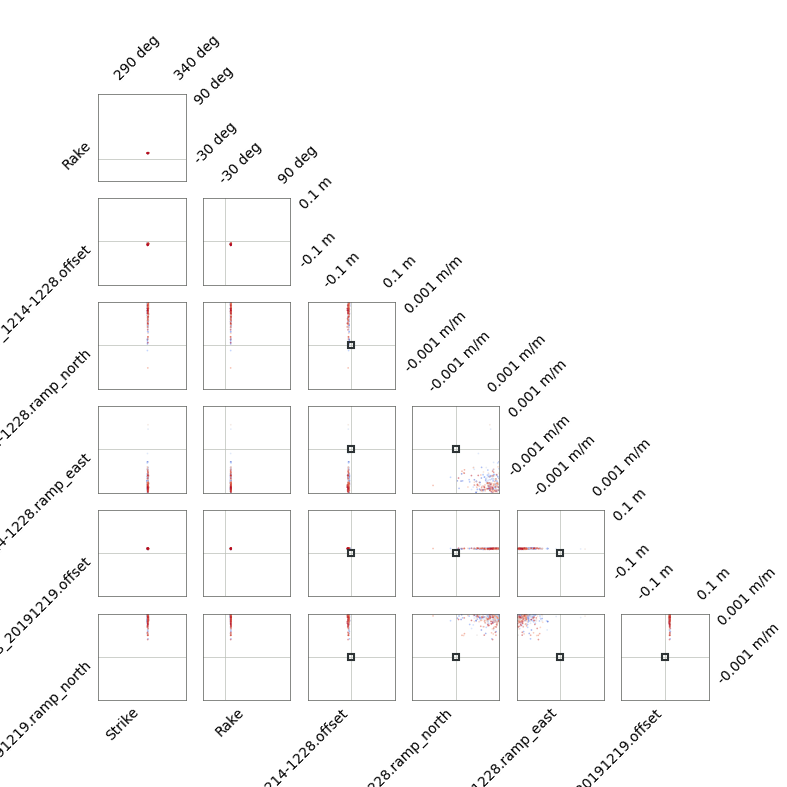 290 deg
340 deg
90 deg
-30 deg
Rake
-30 deg
90 deg
0.1 m
-0.1 m
_1214-1228.offset
-0.1 m
0.1 m
0.001 m/m
-0.001 m/m
-1228.ramp_north
-0.001 m/m
0.001 m/m
0.001 m/m
-0.001 m/m
4-1228.ramp_east
-0.001 m/m
0.001 m/m
0.1 m
-0.1 m
_20191219.offset
-0.1 m
0.1 m
0.001 m/m
-0.001 m/m
91219.ramp_north
Strike
Rake
214-1228.offset
228.ramp_north
1228.ramp_east
20191219.offset